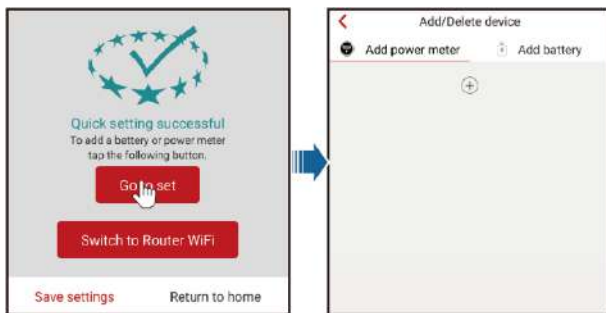 Quick setting successful
To add a battery or power meter
tap the following button.
Go to set
Switch to Router WiFi
Save settings
Return to home
Add/Delete device
Add power meter
Add battery